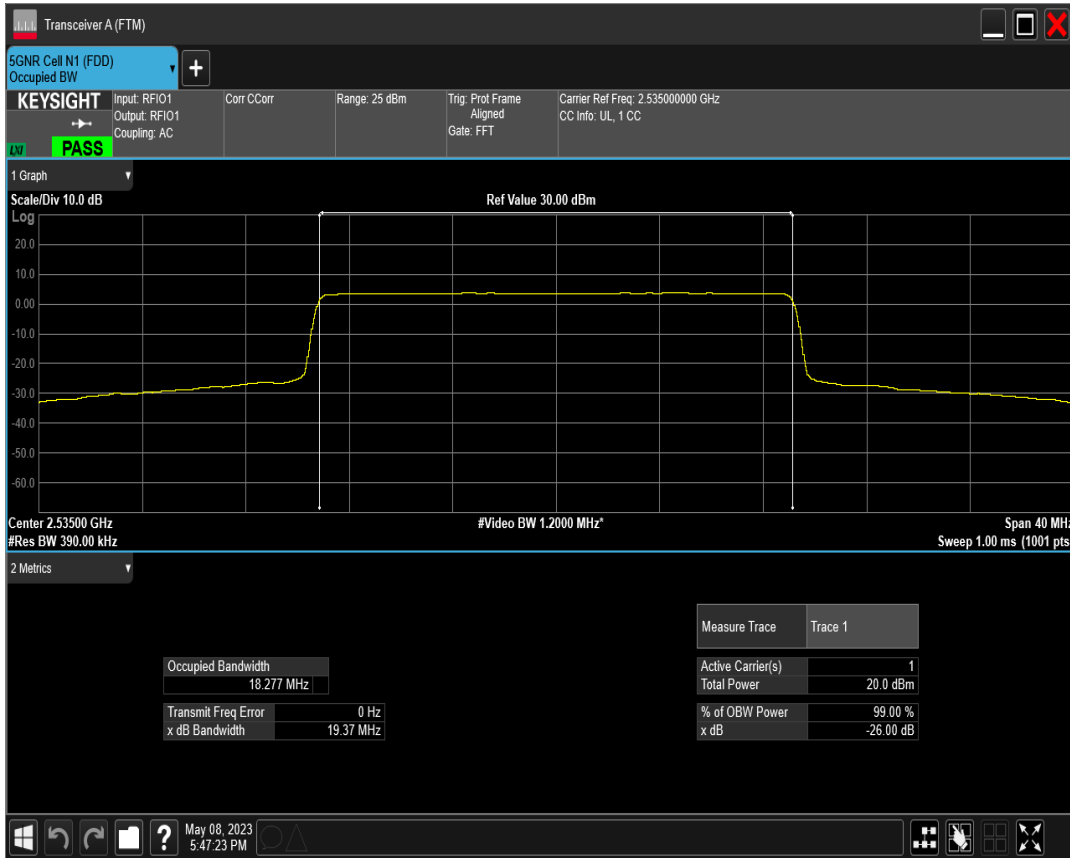 Transceiver A (FTM)
5GNR Cell N1 (FDD)
Occupied BW
+
KEYSIGHT
LXI
PASS
Input: RFIO1
Output: RFIO1
Coupling: AC
Corr CCorr
Range: 25 dBm
Trig: Prot Frame
Aligned
Gate: FFT
Carrier Ref Freq: 2.535000000 GHz
CC Info: UL, 1 CC
1 Graph
Scale/Div 10.0 dB
Ref Value 30.00 dBm
Log
20.0
10.0
0.00
-10.0
-20.0
-30.0
-40.0
-50.0
-60.0
Center 2.53500 GHz
#Video BW 1.2000 MHz*
Span 40 MHz
#Res BW 390.00 kHz
Sweep 1.00 ms (1001 pts
2 Metrics
Measure Trace Trace 1
Occupied Bandwidth
18.277 MHz
Active Carrier(s) 1
Total Power 20.0 dBm
Transmit Freq Error 0 Hz
x dB Bandwidth 19.37 MHz
% of OBW Power 99.00 %
x dB -26.00 dB
?
May 08, 2023
5:47:23 PM